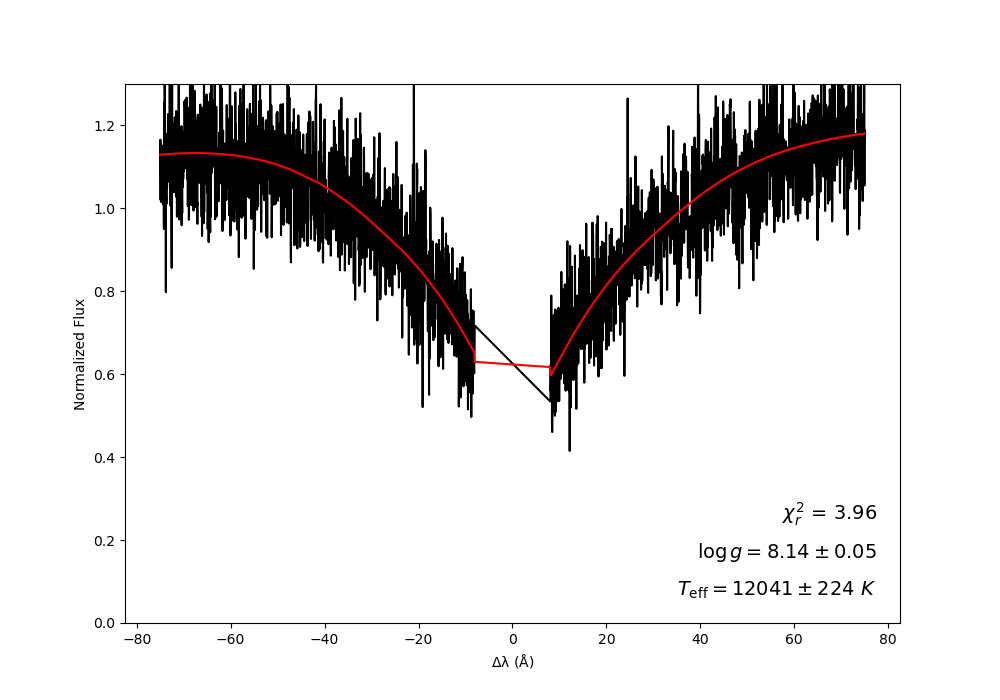 1.2
1.0
0.8
0.6
0.4
0.2
0.0
Normalized Flux
χ²ᵣ = 3.96
log g = 8.14 ± 0.05
T_eff = 12041 ± 224 K
−80 −60 −40 −20 0 20 40 60 80
Δλ (Å)